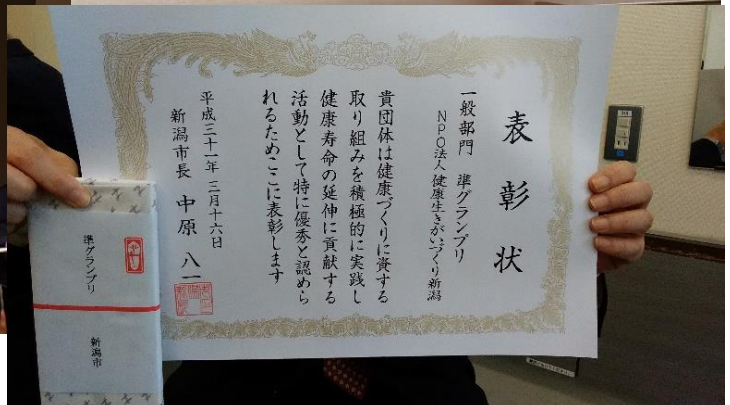 表彰状
一般部門　準グランプリ
NPO法人健康生きがいづくり新潟
貴団体は健康づくりに資する
取り組みを積極的に実践し
健康寿命の延伸に貢献する
活動として特に優秀と認めら
れるためここに表彰します
平成三十一年三月十六日
新潟市長　中原　八一
準グランプリ
新潟市